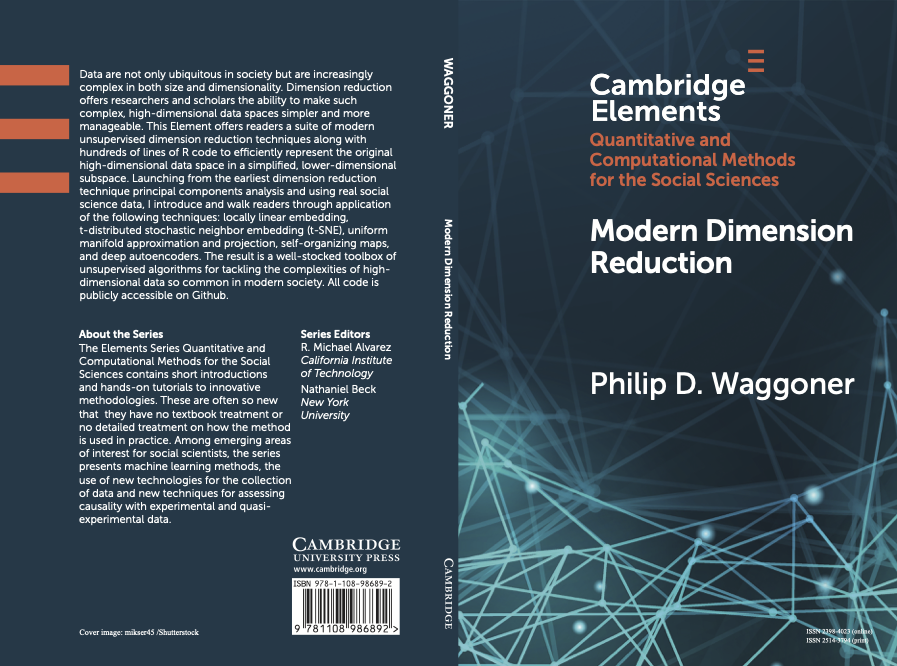 Data are not only ubiquitous in society but are increasingly
complex in both size and dimensionality. Dimension reduction
offers researchers and scholars the ability to make such
complex, high-dimensional data spaces simpler and more
manageable. This Element offers readers a suite of modern
unsupervised dimension reduction techniques along with
hundreds of lines of R code to efficiently represent the original
high-dimensional data space in a simplified, lower-dimensional
subspace. Launching from the earliest dimension reduction
technique principal components analysis and using real social
science data, I introduce and walk readers through application
of the following techniques: locally linear embedding,
t-distributed stochastic neighbor embedding (t-SNE), uniform
manifold approximation and projection, self-organizing maps,
and deep autoencoders. The result is a well-stocked toolbox of
unsupervised algorithms for tackling the complexities of high-
dimensional data so common in modern society. All code is
publicly accessible on Github.
About the Series
The Elements Series Quantitative and
Computational Methods for the Social
Sciences contains short introductions
and hands-on tutorials to innovative
methodologies. These are often so new
that they have no textbook treatment or
no detailed treatment on how the method
is used in practice. Among emerging areas
of interest for social scientists, the series
presents machine learning methods, the
use of new technologies for the collection
of data and new techniques for assessing
causality with experimental and quasi-
experimental data.
Series Editors
R. Michael Alvarez
California Institute
of Technology
Nathaniel Beck
New York
University
CAMBRIDGE
UNIVERSITY PRESS
www.cambridge.org
ISBN 978-1-108-98689-2
9 781108 986892 >
Cover image: mikser45 /Shutterstock
WAGGONER
Modern Dimension Reduction
CAMBRIDGE
Cambridge
Elements
Quantitative and
Computational Methods
for the Social Sciences
Modern Dimension
Reduction
Philip D. Waggoner
ISSN 2398-4023 (online)
ISSN 2514-3794 (print)